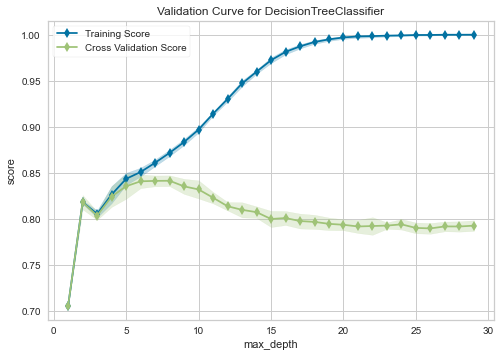 Validation Curve for DecisionTreeClassifier
Training Score
Cross Validation Score
1.00
0.95
0.90
0.85
0.80
0.75
0.70
score
0 5 10 15 20 25 30
max_depth